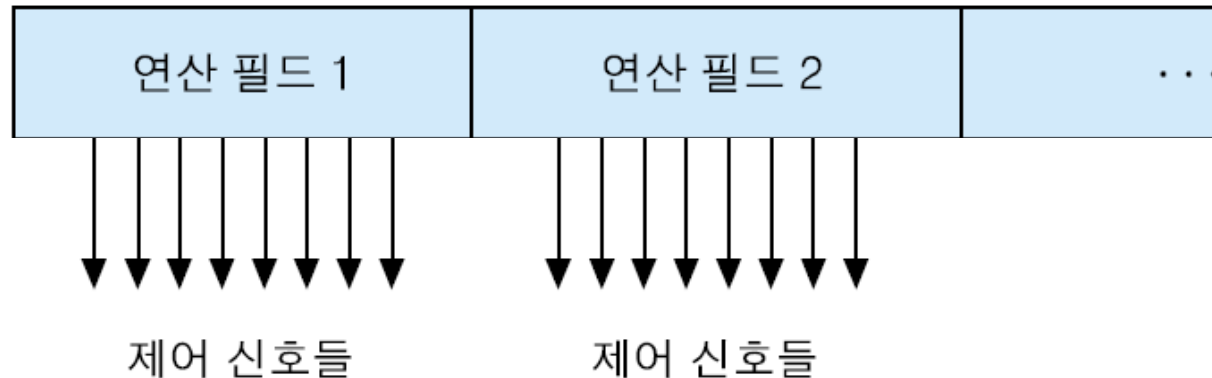 연산 필드 1 연산 필드 2 ···
제어 신호들 제어 신호들